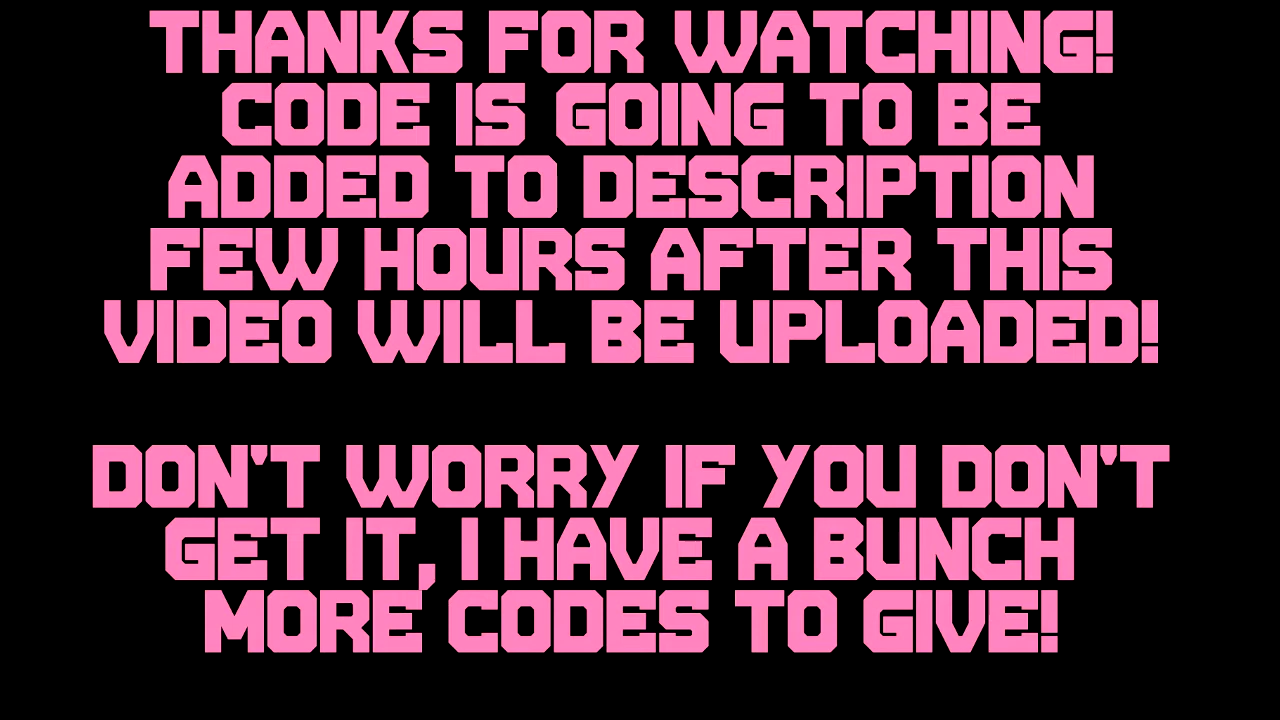 THANKS FOR WATCHING!
CODE IS GOING TO BE
ADDED TO DESCRIPTION
FEW HOURS AFTER THIS
VIDEO WILL BE UPLOADED!
DON'T WORRY IF YOU DON'T
GET IT, I HAVE A BUNCH
MORE CODES TO GIVE!